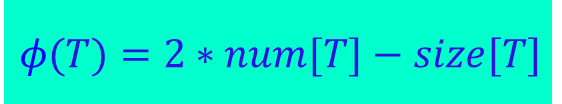 ϕ(T) = 2 ∗ num[T] − size[T]